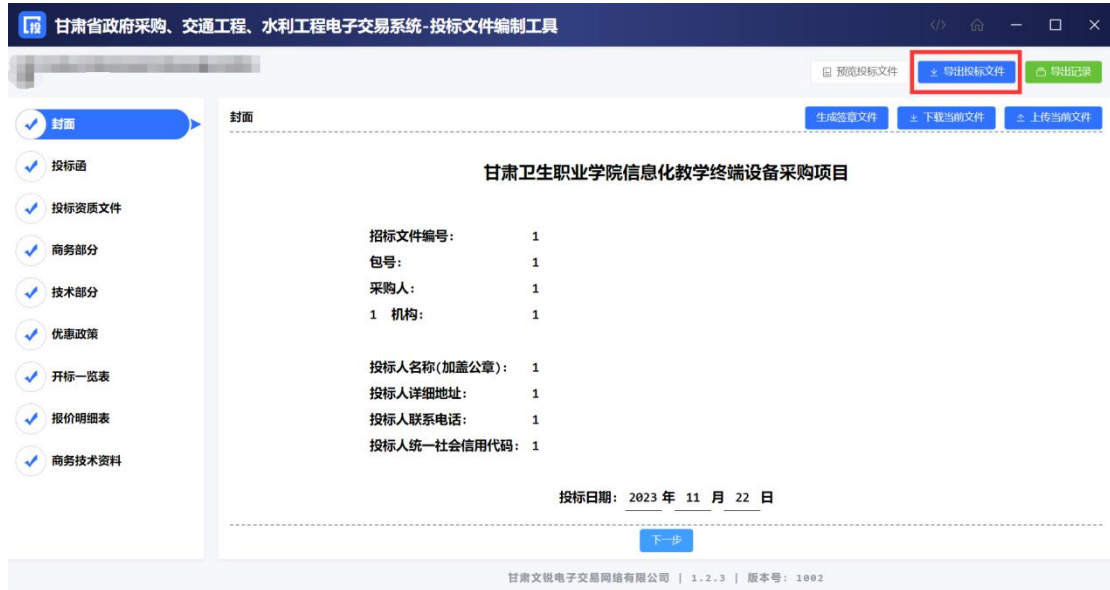 投 甘肃省政府采购、交通工程、水利工程电子交易系统-投标文件编制工具
预览投标文件 导出投标文件 导出记录
封面 封面 生成签章文件 下载当前文件 上传当前文件
投标函
甘肃卫生职业学院信息化教学终端设备采购项目
投标资质文件
招标文件编号: 1
商务部分
包号: 1
采购人: 1
技术部分
1 机构: 1
优惠政策
投标人名称(加盖公章): 1
开标一览表
投标人详细地址: 1
报价明细表
投标人联系电话: 1
投标人统一社会信用代码: 1
商务技术资料
投标日期: 2023 年 11 月 22 日
下一步
甘肃文锐电子交易网络有限公司 | 1.2.3 | 版本号: 1002